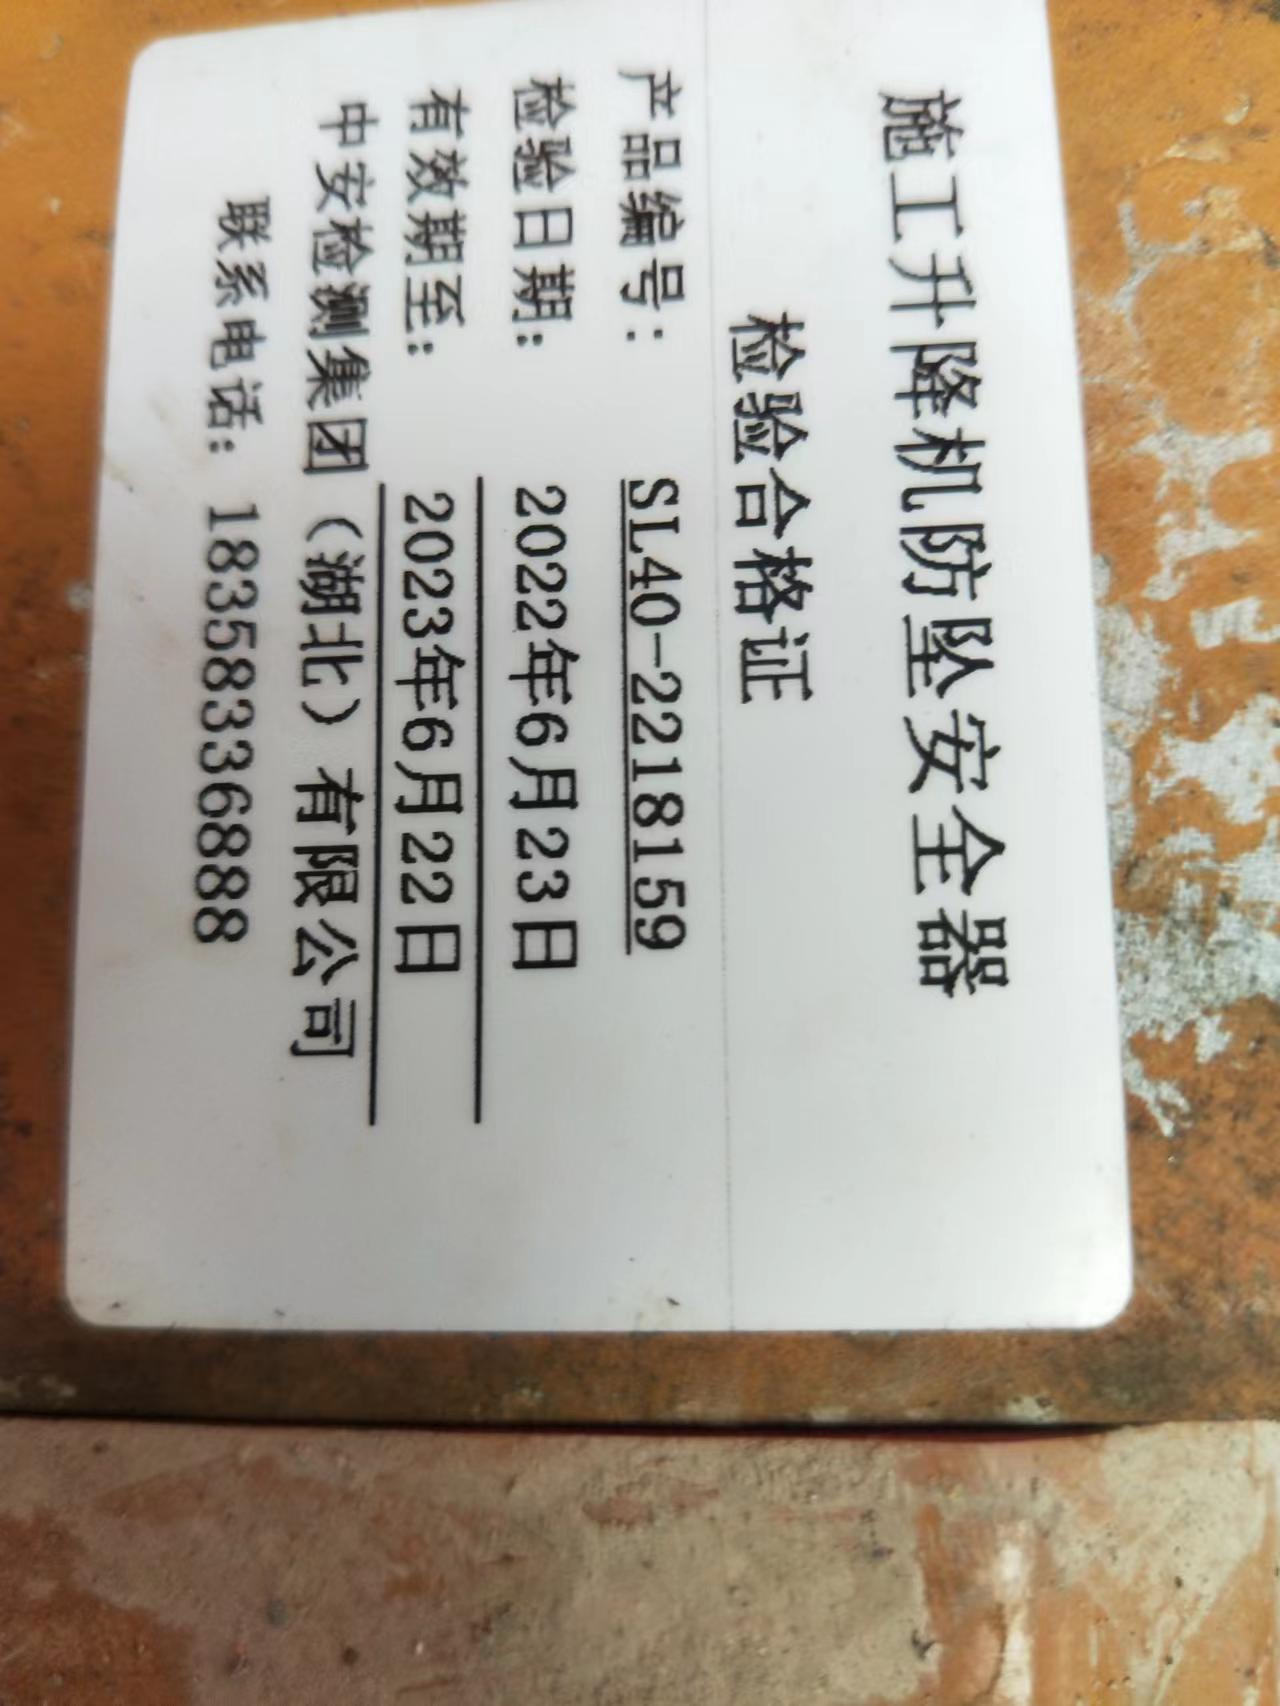 施工升降机防坠安全器
检验合格证
产品编号: SL40-2218159
检验日期: 2022年6月23日
有效期至: 2023年6月22日
中安检测集团(湖北)有限公司
联系电话: 18358336888